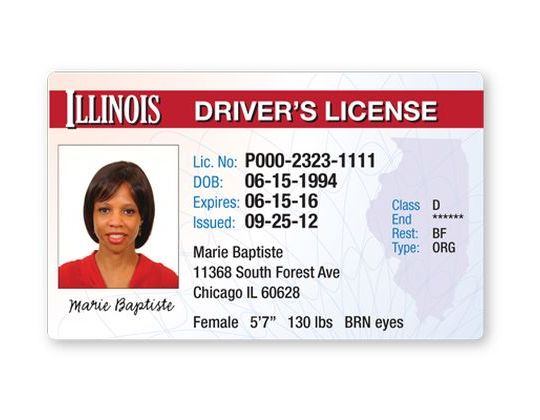 ILLINOIS DRIVER'S LICENSE
Lic. No: P000-2323-1111
DOB: 06-15-1994
Expires: 06-15-16
Issued: 09-25-12
Class D
End ******
Rest: BF
Type: ORG
Marie Baptiste
11368 South Forest Ave
Chicago IL 60628
Female 5'7" 130 lbs BRN eyes
Marie Baptiste